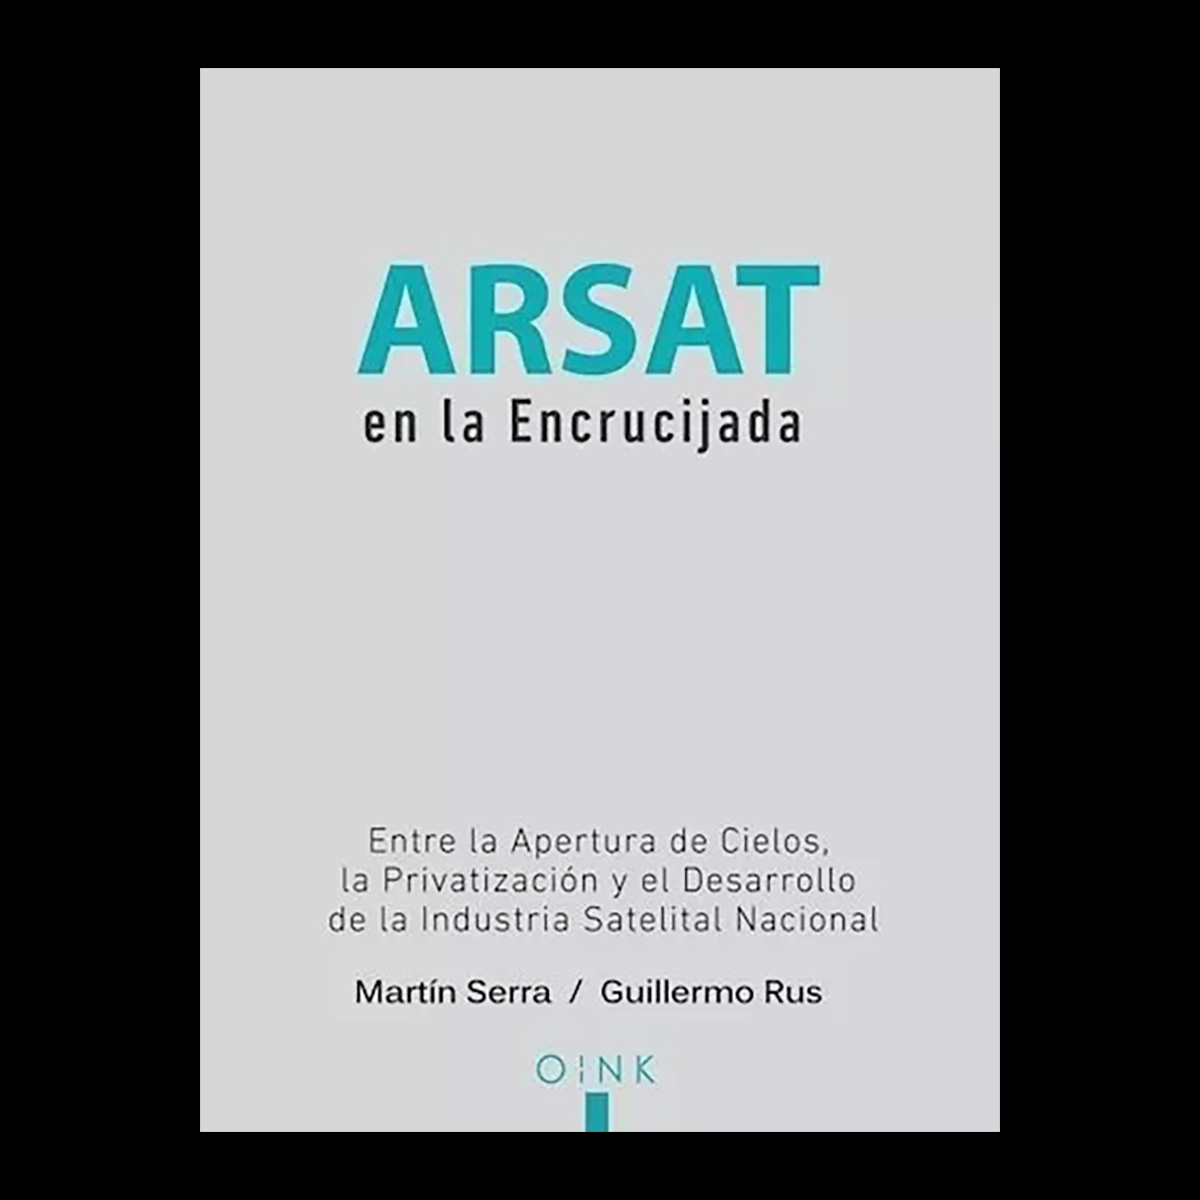 ARSAT
en la Encrucijada
Entre la Apertura de Cielos,
la Privatización y el Desarrollo
de la Industria Satelital Nacional
Martín Serra / Guillermo Rus
OINK